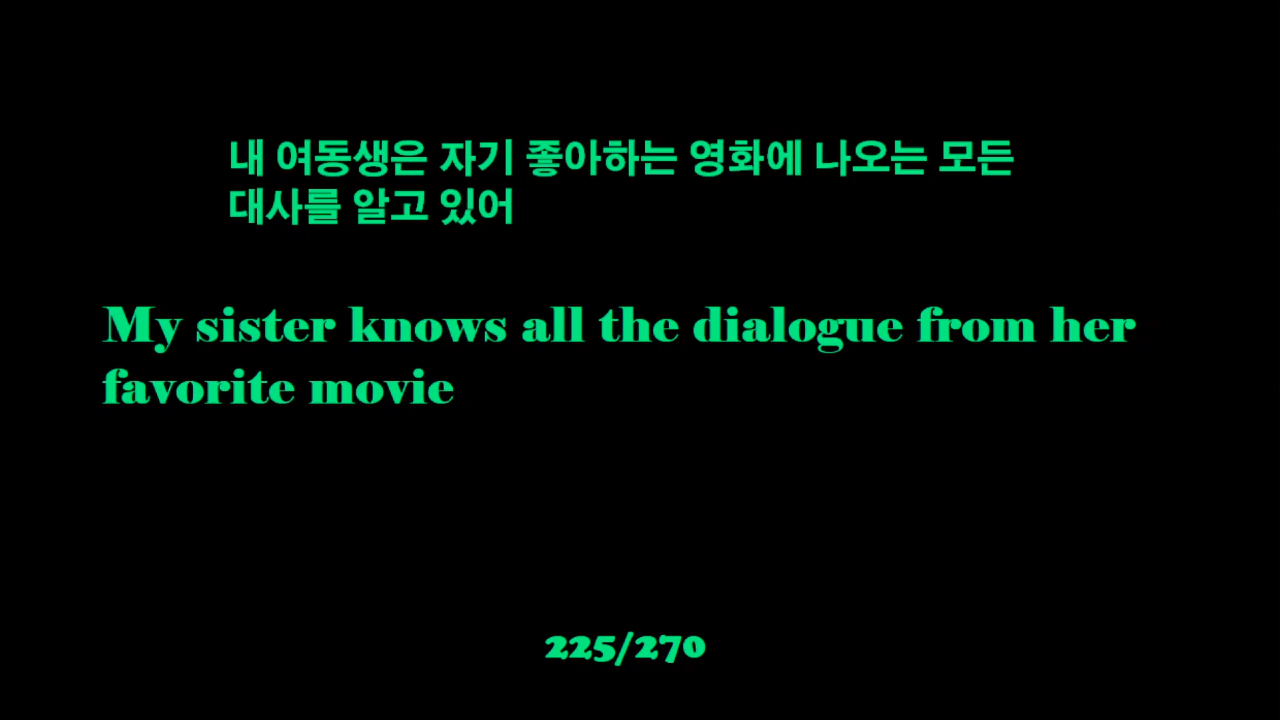 내 여동생은 자기 좋아하는 영화에 나오는 모든
대사를 알고 있어
My sister knows all the dialogue from her
favorite movie
225/270